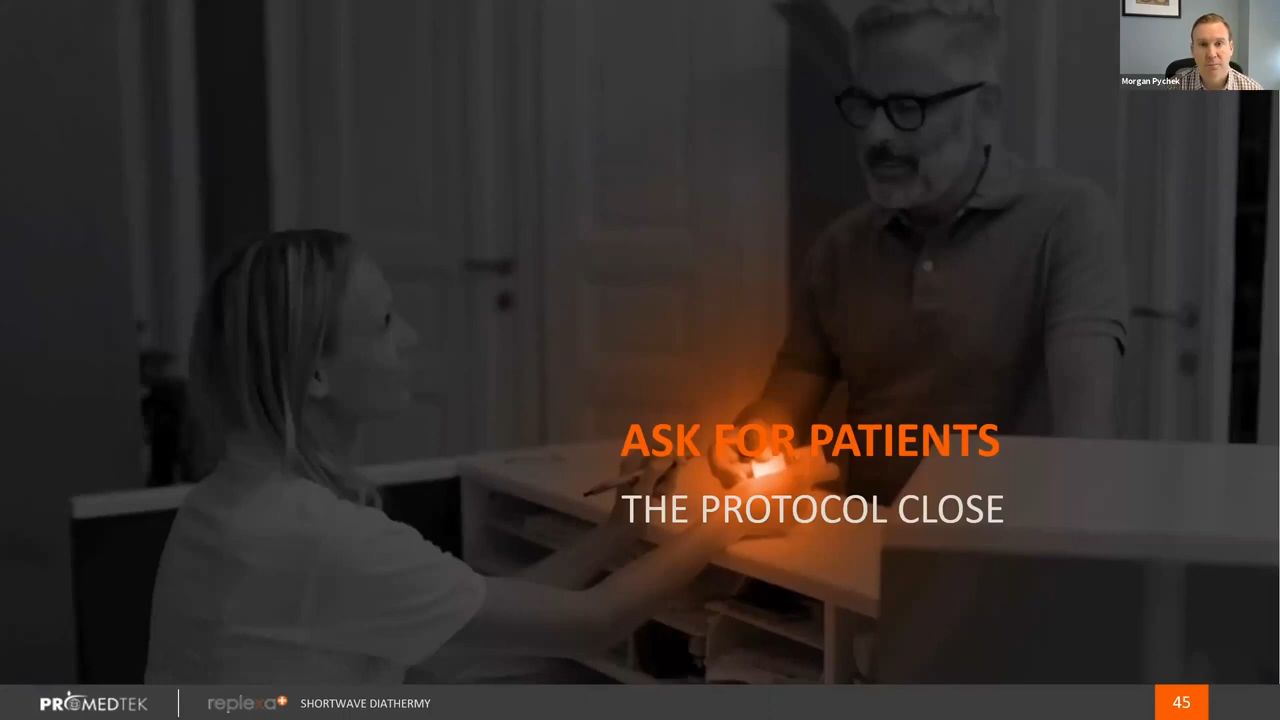 Morgan Pychek
ASK FOR PATIENTS
THE PROTOCOL CLOSE
PROMEDTEK
replexa
SHORTWAVE DIATHERMY
45